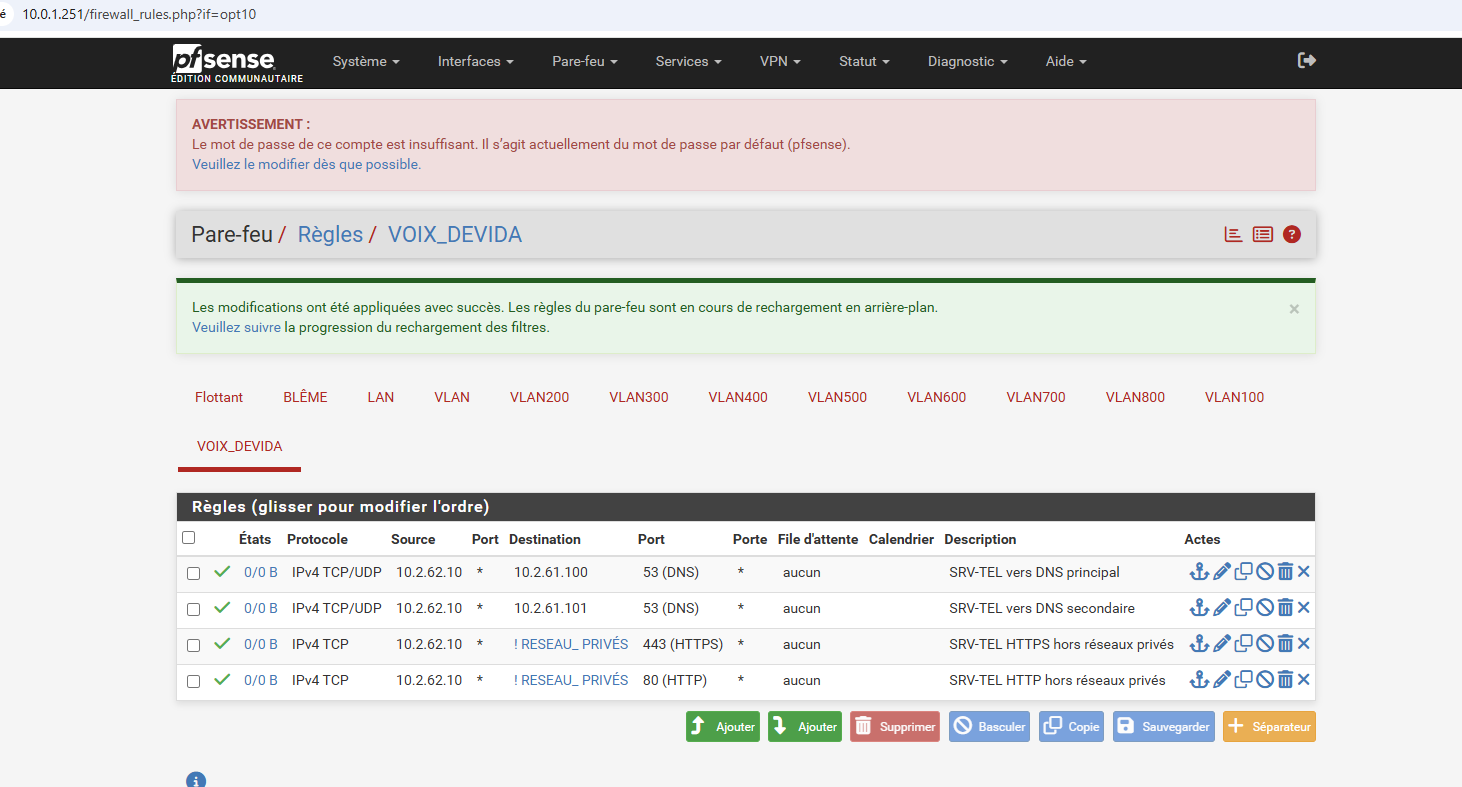 é 10.0.1.251/firewall_rules.php?if=opt10
pfsense
ÉDITION COMMUNAUTAIRE
Système Interfaces Pare-feu Services VPN Statut Diagnostic Aide
AVERTISSEMENT :
Le mot de passe de ce compte est insuffisant. Il s’agit actuellement du mot de passe par défaut (pfsense).
Veuillez le modifier dès que possible.
Pare-feu / Règles / VOIX_DEVIDA
?
Les modifications ont été appliquées avec succès. Les règles du pare-feu sont en cours de rechargement en arrière-plan. ×
Veuillez suivre la progression du rechargement des filtres.
Flottant BLÊME LAN VLAN VLAN200 VLAN300 VLAN400 VLAN500 VLAN600 VLAN700 VLAN800 VLAN100
VOIX_DEVIDA
Règles (glisser pour modifier l'ordre)
États Protocole Source Port Destination Port Porte File d'attente Calendrier Description Actes
0/0 B IPv4 TCP/UDP 10.2.62.10 * 10.2.61.100 53 (DNS) * aucun SRV-TEL vers DNS principal
0/0 B IPv4 TCP/UDP 10.2.62.10 * 10.2.61.101 53 (DNS) * aucun SRV-TEL vers DNS secondaire
0/0 B IPv4 TCP 10.2.62.10 * ! RESEAU_ PRIVÉS 443 (HTTPS) * aucun SRV-TEL HTTPS hors réseaux privés
0/0 B IPv4 TCP 10.2.62.10 * ! RESEAU_ PRIVÉS 80 (HTTP) * aucun SRV-TEL HTTP hors réseaux privés
Ajouter Ajouter Supprimer Basculer Copie Sauvegarder Séparateur
i